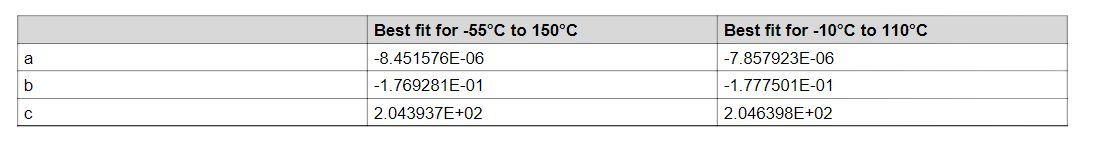 Best fit for -55°C to 150°C Best fit for -10°C to 110°C
a -8.451576E-06 -7.857923E-06
b -1.769281E-01 -1.777501E-01
c 2.043937E+02 2.046398E+02